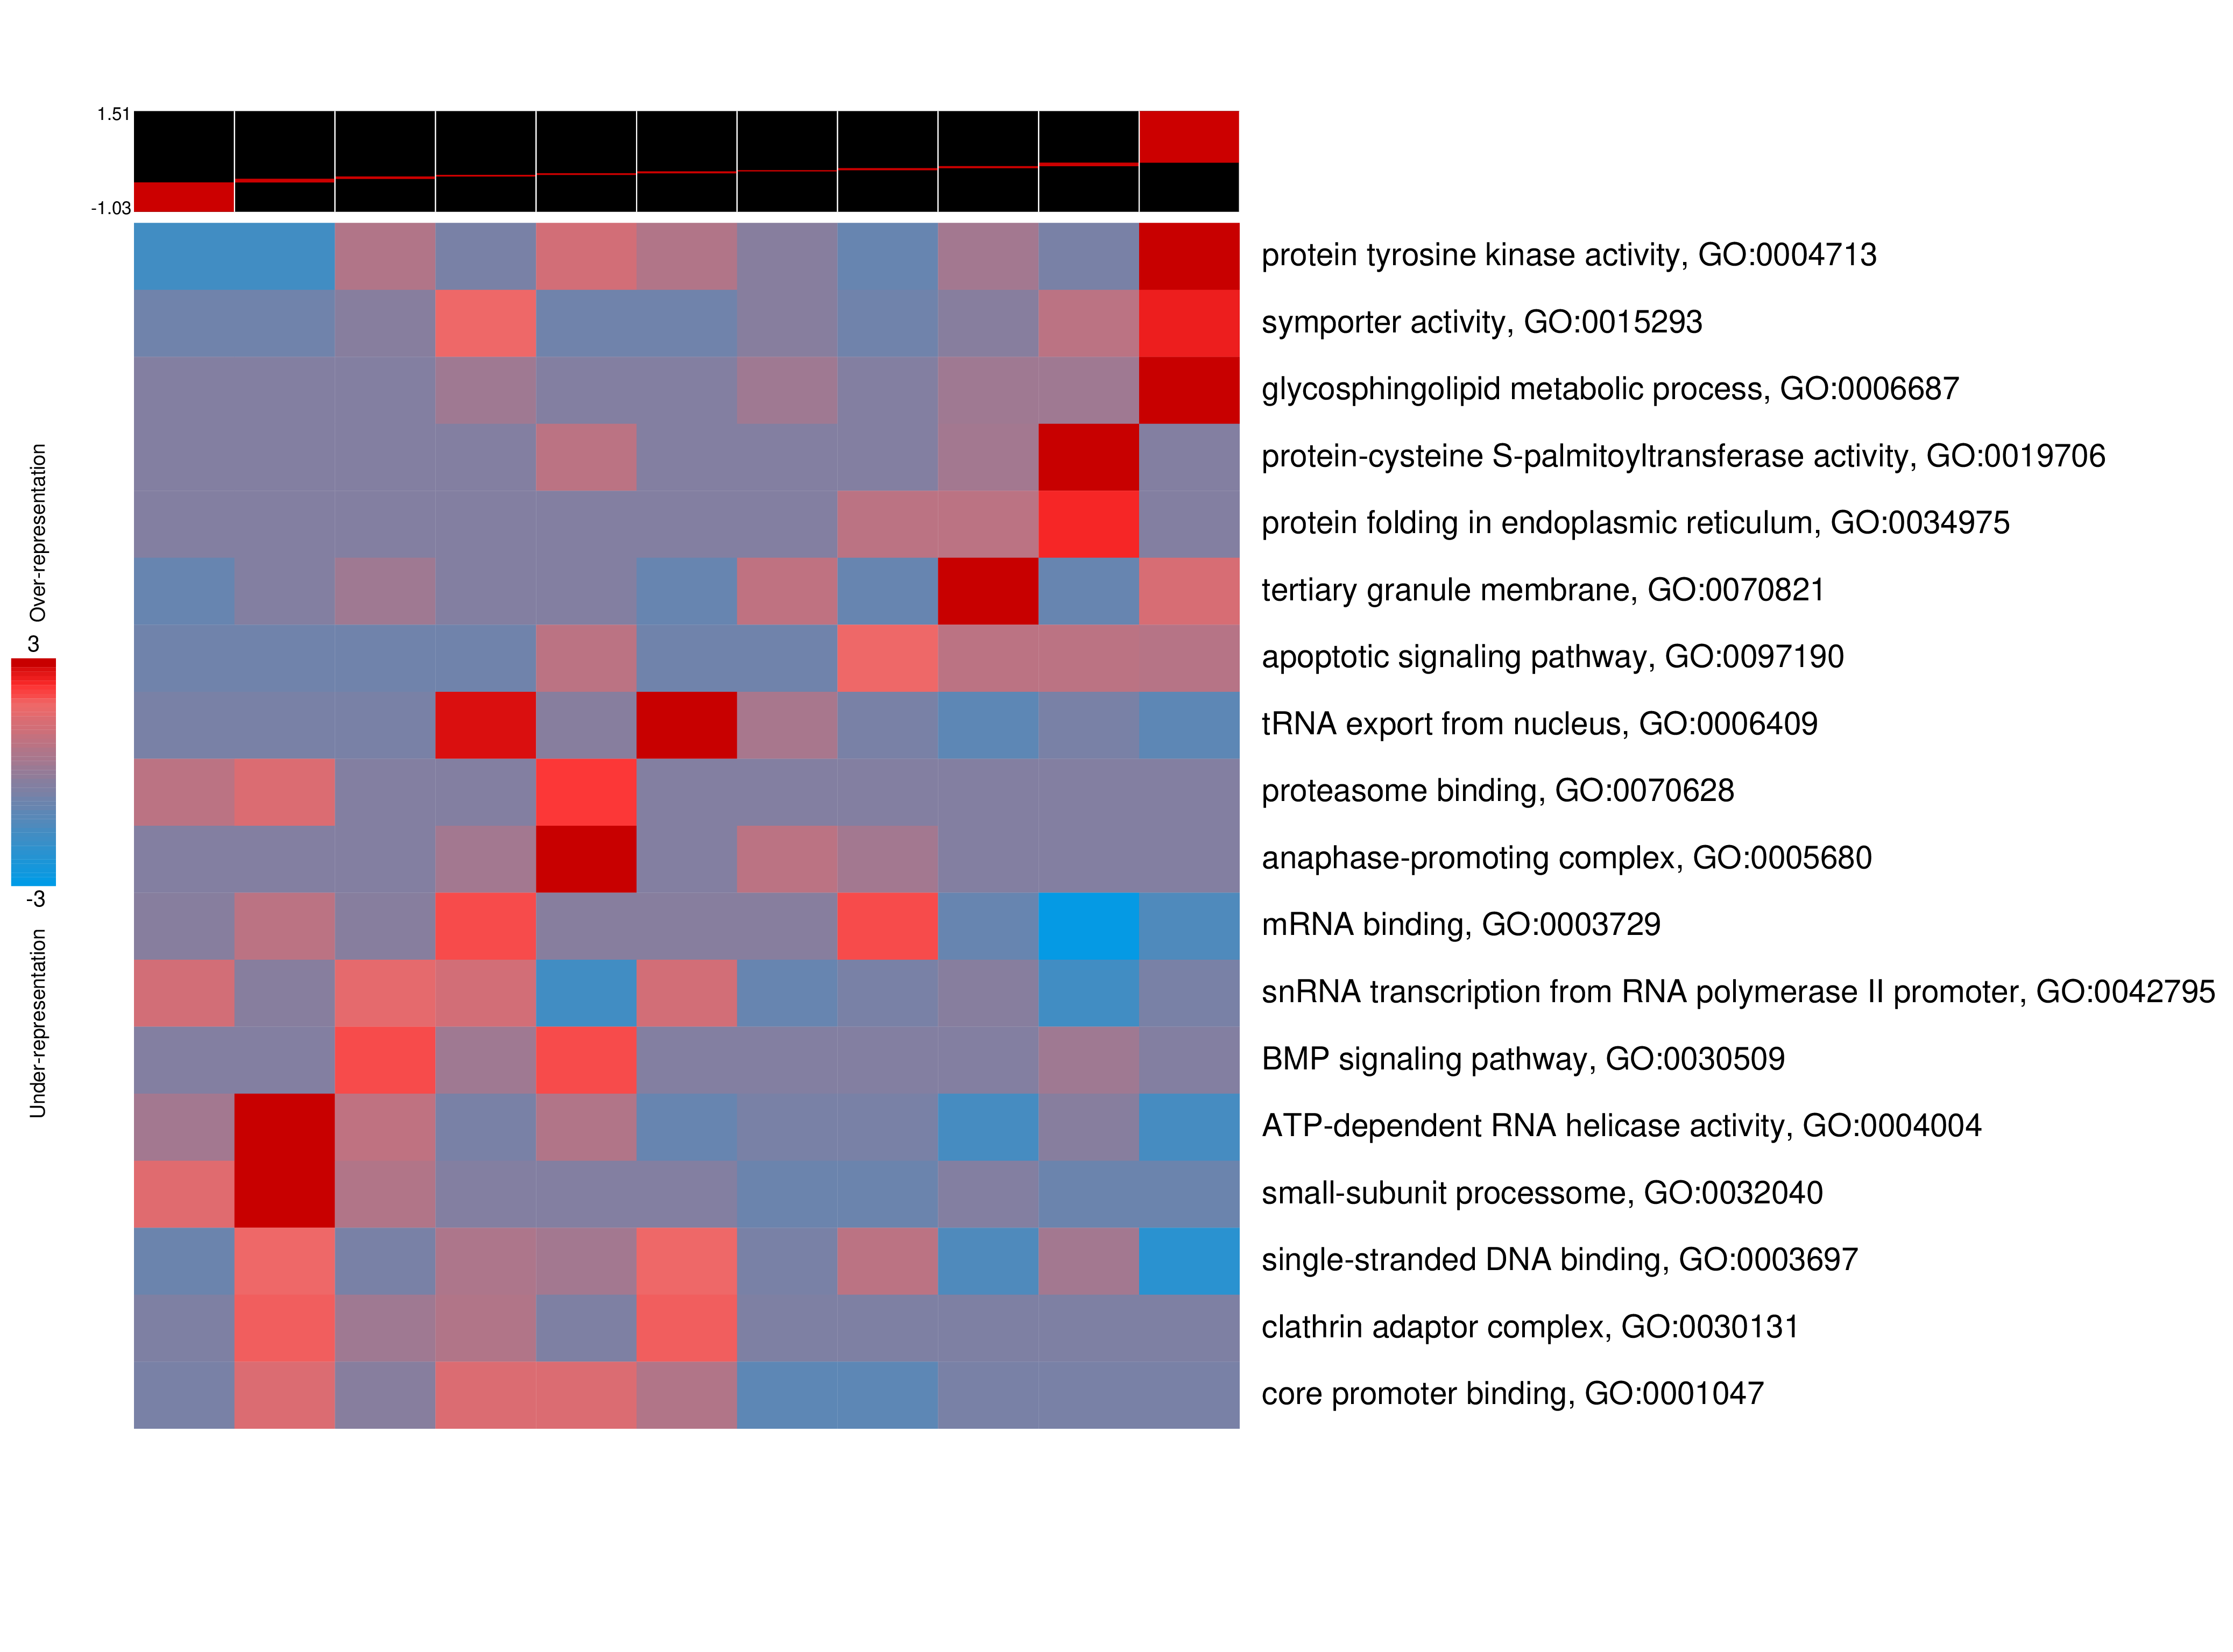 1.51
-1.03
protein tyrosine kinase activity, GO:0004713
symporter activity, GO:0015293
glycosphingolipid metabolic process, GO:0006687
protein-cysteine S-palmitoyltransferase activity, GO:0019706
protein folding in endoplasmic reticulum, GO:0034975
tertiary granule membrane, GO:0070821
apoptotic signaling pathway, GO:0097190
tRNA export from nucleus, GO:0006409
proteasome binding, GO:0070628
anaphase-promoting complex, GO:0005680
mRNA binding, GO:0003729
snRNA transcription from RNA polymerase II promoter, GO:0042795
BMP signaling pathway, GO:0030509
ATP-dependent RNA helicase activity, GO:0004004
small-subunit processome, GO:0032040
single-stranded DNA binding, GO:0003697
clathrin adaptor complex, GO:0030131
core promoter binding, GO:0001047
Over-representation
3
-3
Under-representation